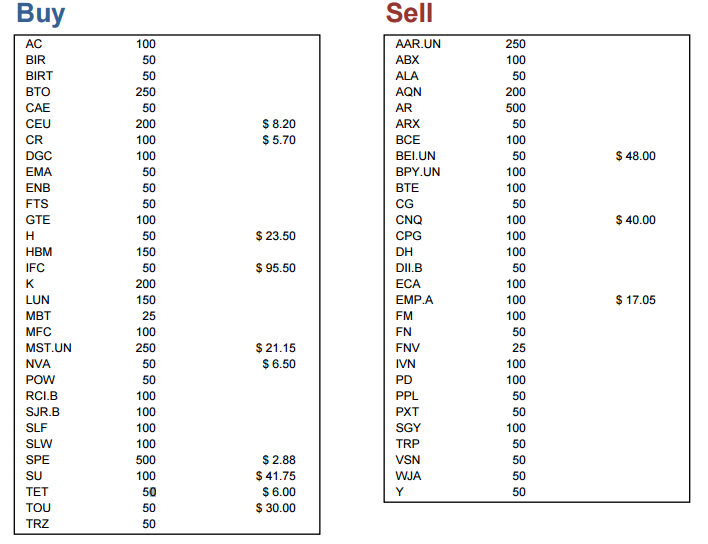 Buy
AC 100
BIR 50
BIRT 50
BTO 250
CAE 50
CEU 200 $ 8.20
CR 100 $ 5.70
DGC 100
EMA 50
ENB 50
FTS 50
GTE 100
H 50 $ 23.50
HBM 150
IFC 50 $ 95.50
K 200
LUN 150
MBT 25
MFC 100
MST.UN 250 $ 21.15
NVA 50 $ 6.50
POW 50
RCI.B 100
SJR.B 100
SLF 100
SLW 100
SPE 500 $ 2.88
SU 100 $ 41.75
TET 50 $ 6.00
TOU 50 $ 30.00
TRZ 50
Sell
AAR.UN 250
ABX 100
ALA 50
AQN 200
AR 500
ARX 50
BCE 100
BEI.UN 50 $ 48.00
BPY.UN 100
BTE 100
CG 50
CNQ 100 $ 40.00
CPG 100
DH 100
DII.B 50
ECA 100
EMP.A 100 $ 17.05
FM 100
FN 50
FNV 25
IVN 100
PD 100
PPL 50
PXT 50
SGY 100
TRP 50
VSN 50
WJA 50
Y 50